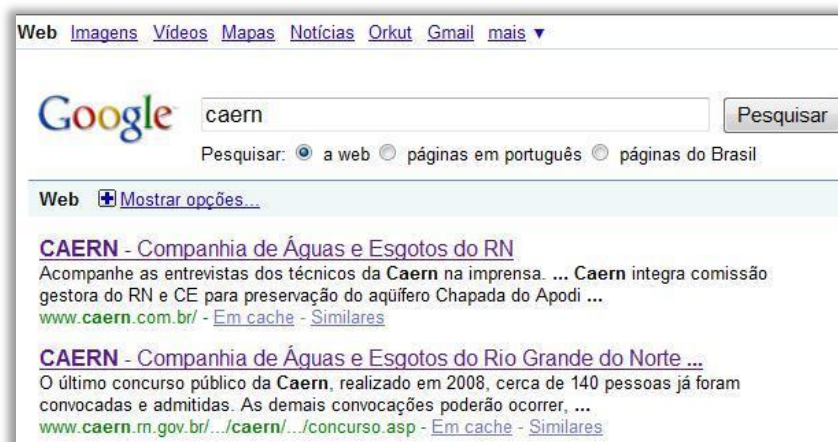 Web Imagens Vídeos Mapas Notícias Orkut Gmail mais ▼
Google caern Pesquisar
Pesquisar: a web páginas em português páginas do Brasil
Web + Mostrar opções...
CAERN - Companhia de Águas e Esgotos do RN
Acompanhe as entrevistas dos técnicos da Caern na imprensa. ... Caern integra comissão
gestora do RN e CE para preservação do aqüífero Chapada do Apodi ...
www.caern.com.br/ - Em cache - Similares
CAERN - Companhia de Águas e Esgotos do Rio Grande do Norte ...
O último concurso público da Caern, realizado em 2008, cerca de 140 pessoas já foram
convocadas e admitidas. As demais convocações poderão ocorrer, ...
www.caern.rn.gov.br/.../caern/.../concurso.asp - Em cache - Similares